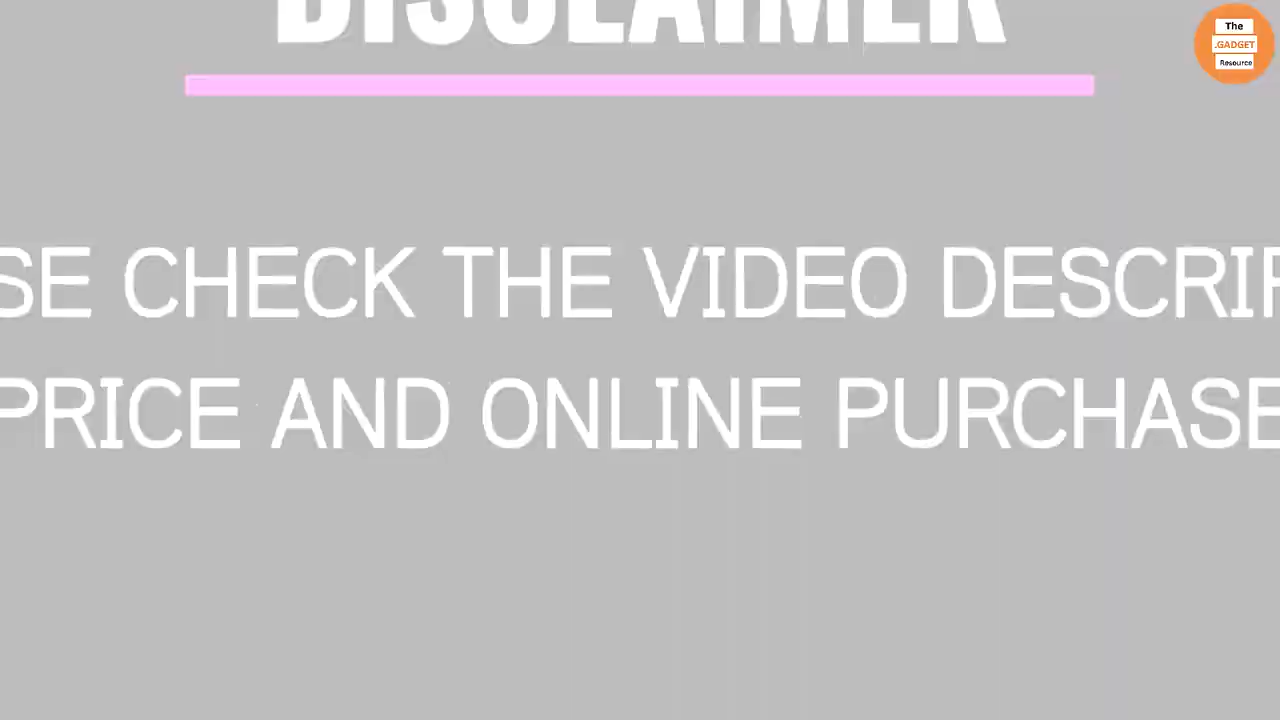 DISCLAIMER
The
.GADGET
Resource
SE CHECK THE VIDEO DESCRIP
PRICE AND ONLINE PURCHASE